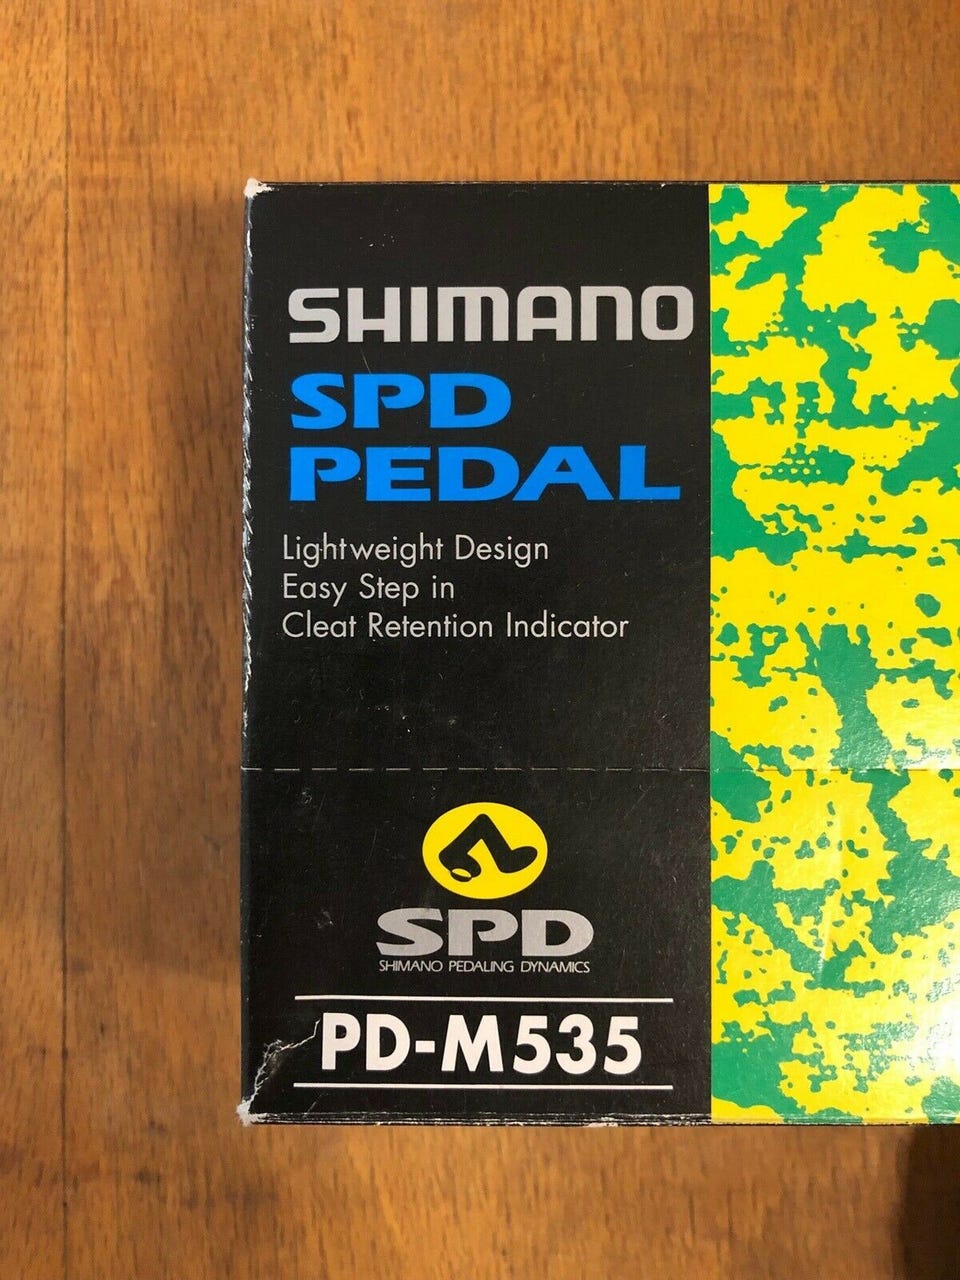 SHIMANO
SPD
PEDAL
Lightweight Design
Easy Step in
Cleat Retention Indicator
SPD
SHIMANO PEDALING DYNAMICS
PD-M535